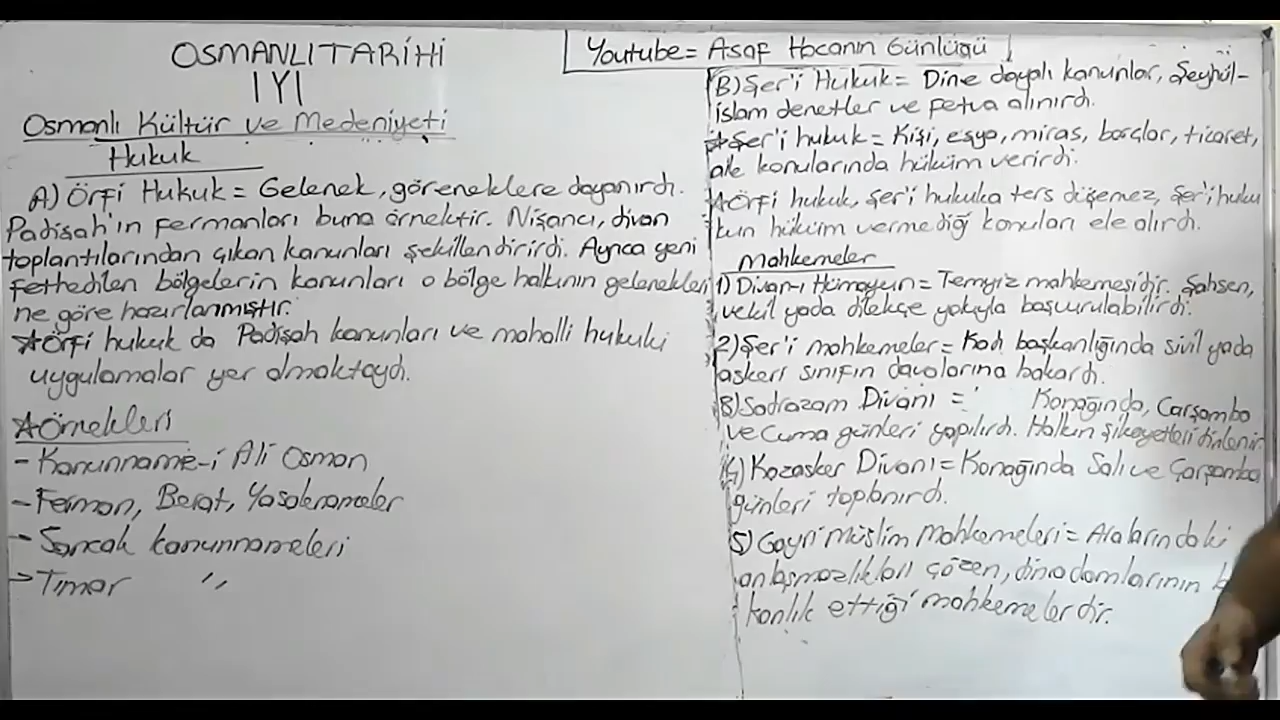 OSMANLI TARİHİ
IYI
Osmanlı Kültür ve Medeniyeti
Hukuk
A) Örfi Hukuk = Gelenek, göreneklere dayanırdı.
Padişah'ın fermanları buna örnektir. Nişancı, divan
toplantılarından çıkan kanunları şekillendirirdi. Ayrıca yeni
fethedilen bölgelerin kanunları o bölge halkının gelenekleri
ne göre hazırlanmıştır.
*Örfi hukuk da Padişah kanunları ve mahalli hukuki
uygulamalar yer almaktaydı.
*Örnekleri
- Kanunname-i Ali Osman
- Ferman, Berat, Yasaknameler
- Sancak kanunnameleri
- Tımar ,,
Youtube = Asaf Hocanın Günlüğü
B) Şer'i Hukuk = Dine dayalı kanunlar, Şeyhül-
islam denetler ve fetva alınırdı.
*Şer'i hukuk = Kişi, eşya, miras, borçlar, ticaret,
aile konularında hüküm verirdi.
*Örfi hukuk, şer'i hukuka ters düşemez, şer'i huku
kun hüküm vermediği konuları ele alırdı.
Mahkemeler
1) Divan-ı Hümayun = Temyiz mahkemesidir. Şahsen,
vekil yada dilekçe yoluyla başvurulabilirdi.
2) Şer'i mahkemeler = Kadı başkanlığında sivil yada
askeri sınıfın davalarına bakardı.
3) Sadrazam Divanı = Konağında, Çarşamba
ve Cuma günleri yapılırdı. Halkın şikayetleri dinlenir.
4) Kazasker Divanı = Konağında Salı ve Çarşamba
günleri toplanırdı.
5) Gayri müslim Mahkemeleri = Aralarındaki
anlaşmazlıkları çözen, din adamlarının
kanlık ettiği mahkemelerdir.